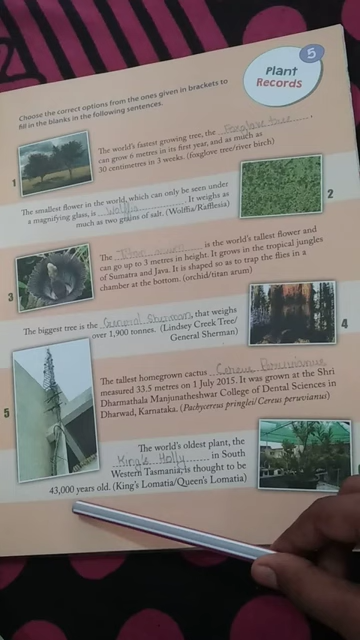 5
Plant
Records
Choose the correct options from the ones given in brackets to
fill in the blanks in the following sentences.
The world's fastest growing tree, the Foxglove tree,
can grow 6 metres in its first year, and as much as
30 centimetres in 3 weeks. (foxglove tree/river birch)
1
The smallest flower in the world, which can only be seen under
a magnifying glass, is Wolffia. It weighs as
much as two grains of salt. (Wolffia/Rafflesia)
2
The Titan arum is the world's tallest flower and
can go up to 3 metres in height. It grows in the tropical jungles
of Sumatra and Java. It is shaped so as to trap the flies in a
chamber at the bottom. (orchid/titan arum)
3
The biggest tree is the General Sherman, that weighs
over 1,900 tonnes. (Lindsey Creek Tree/
General Sherman)
4
The tallest homegrown cactus Cereus Peruvianus
measured 33.5 metres on 1 July 2015. It was grown at the Shri
Dharmathala Manjunatheshwar College of Dental Sciences in
Dharwad, Karnataka. (Pachycereus pringlei/Cereus peruvianus)
5
The world's oldest plant, the
King's Holly in South
Western Tasmania, is thought to be
43,000 years old. (King's Lomatia/Queen's Lomatia)